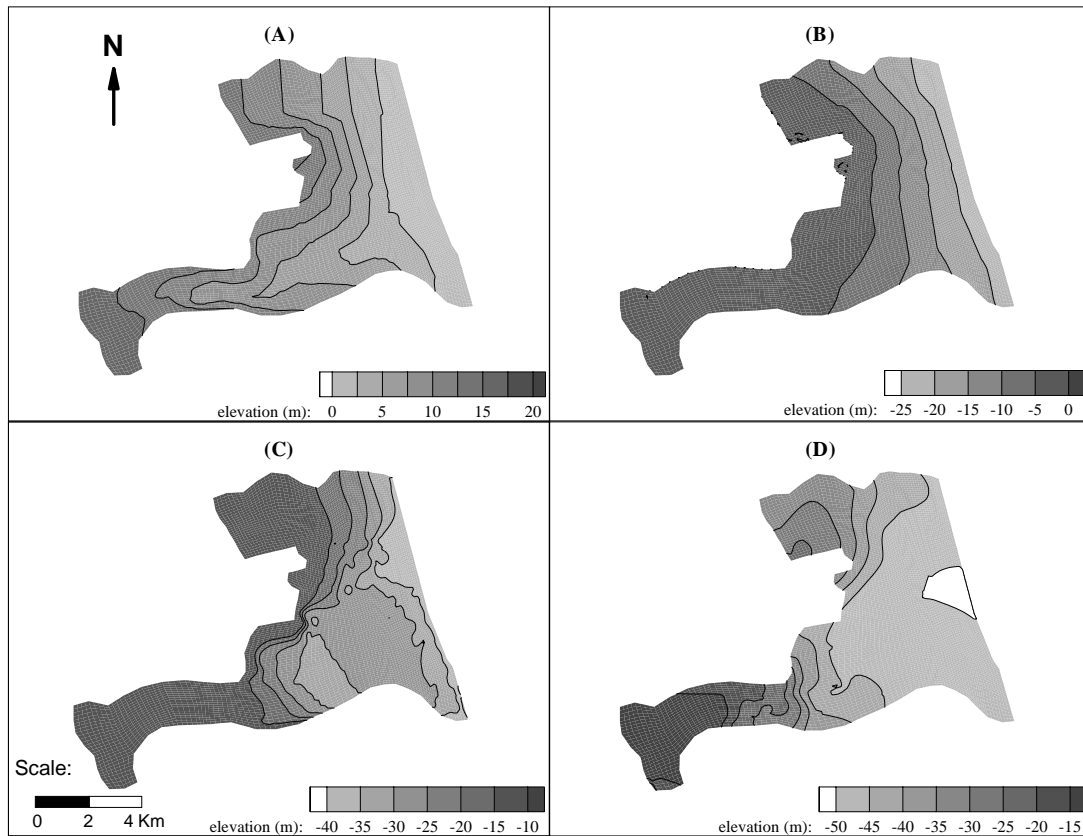 (A)
(B)
N
elevation (m): 0 5 10 15 20
elevation (m): -25 -20 -15 -10 -5 0
(C)
(D)
Scale:
0 2 4 Km
elevation (m): -40 -35 -30 -25 -20 -15 -10
elevation (m): -50 -45 -40 -35 -30 -25 -20 -15